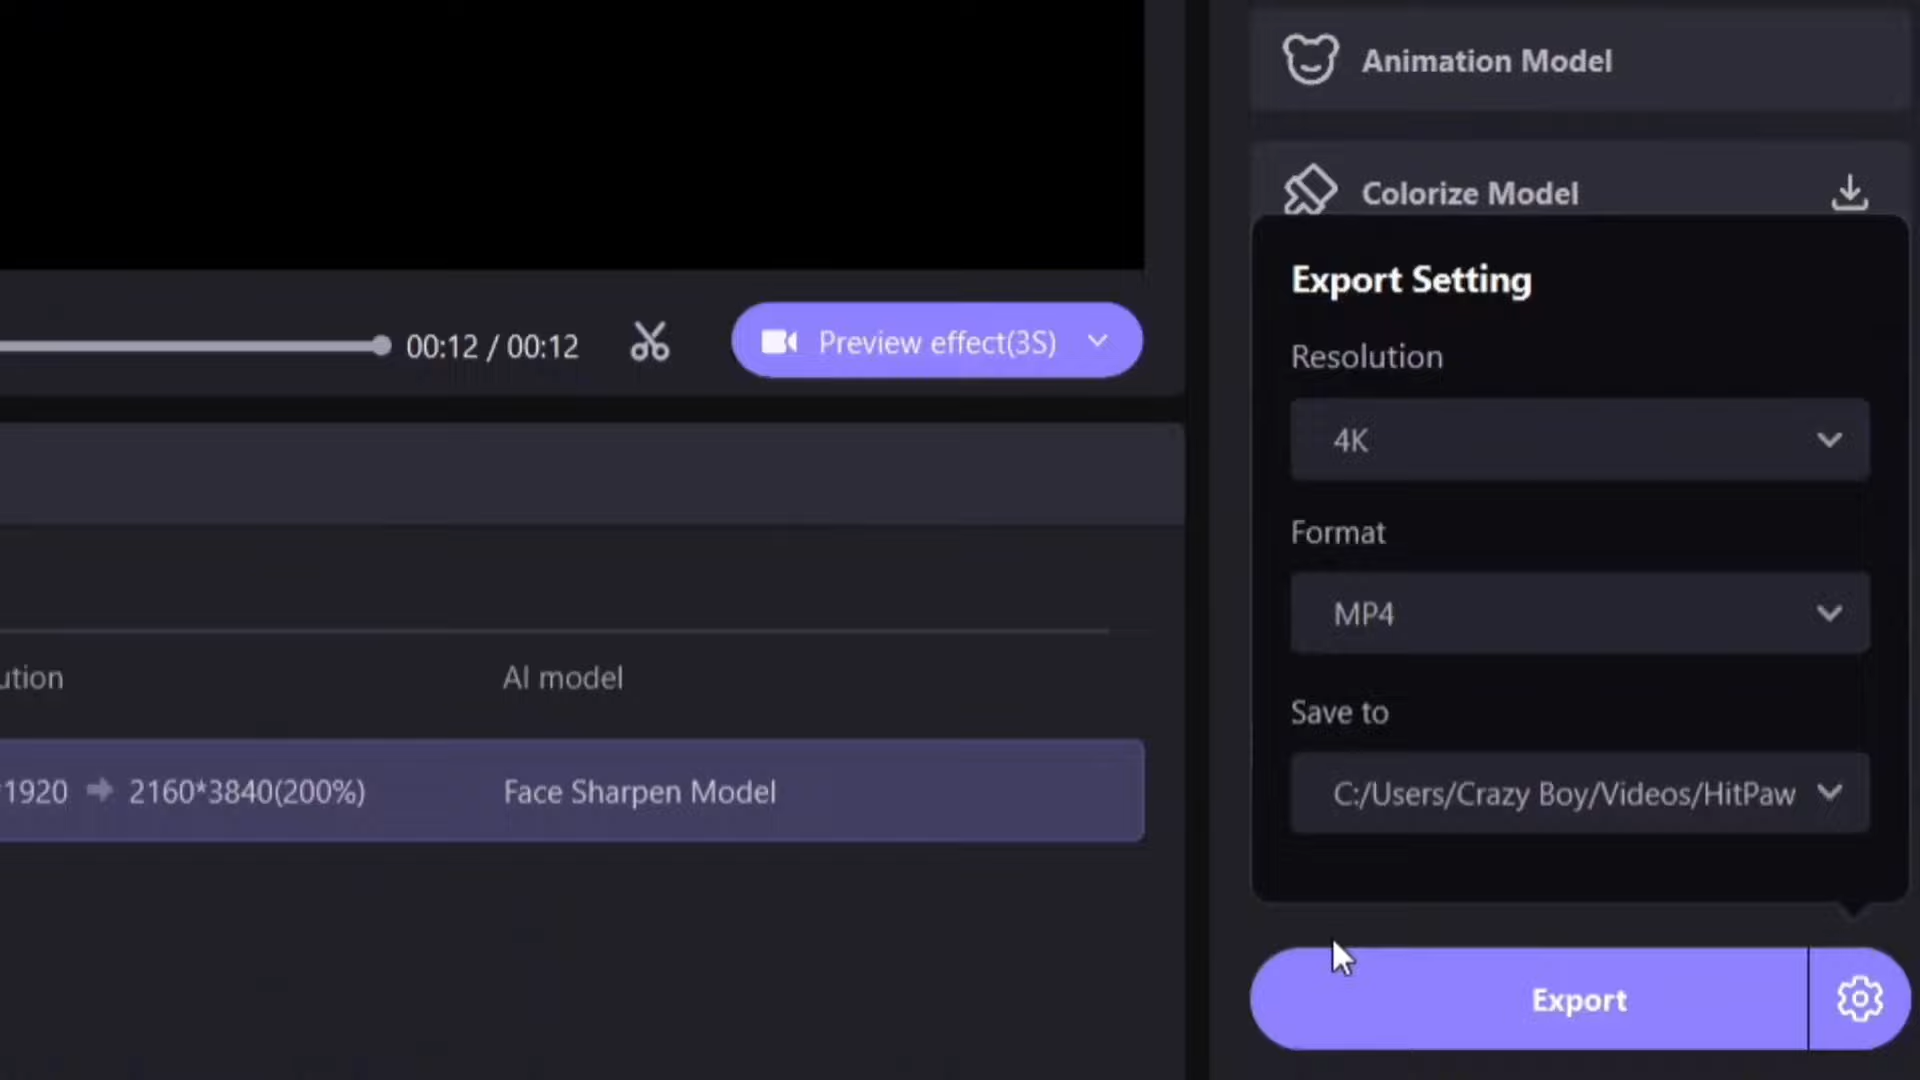 Animation Model
Colorize Model
Export Setting
00:12 / 00:12
Preview effect(3S)
Resolution
4K
Format
MP4
ution
AI model
Save to
1920 2160*3840(200%)
Face Sharpen Model
C:/Users/Crazy Boy/Videos/HitPaw
Export